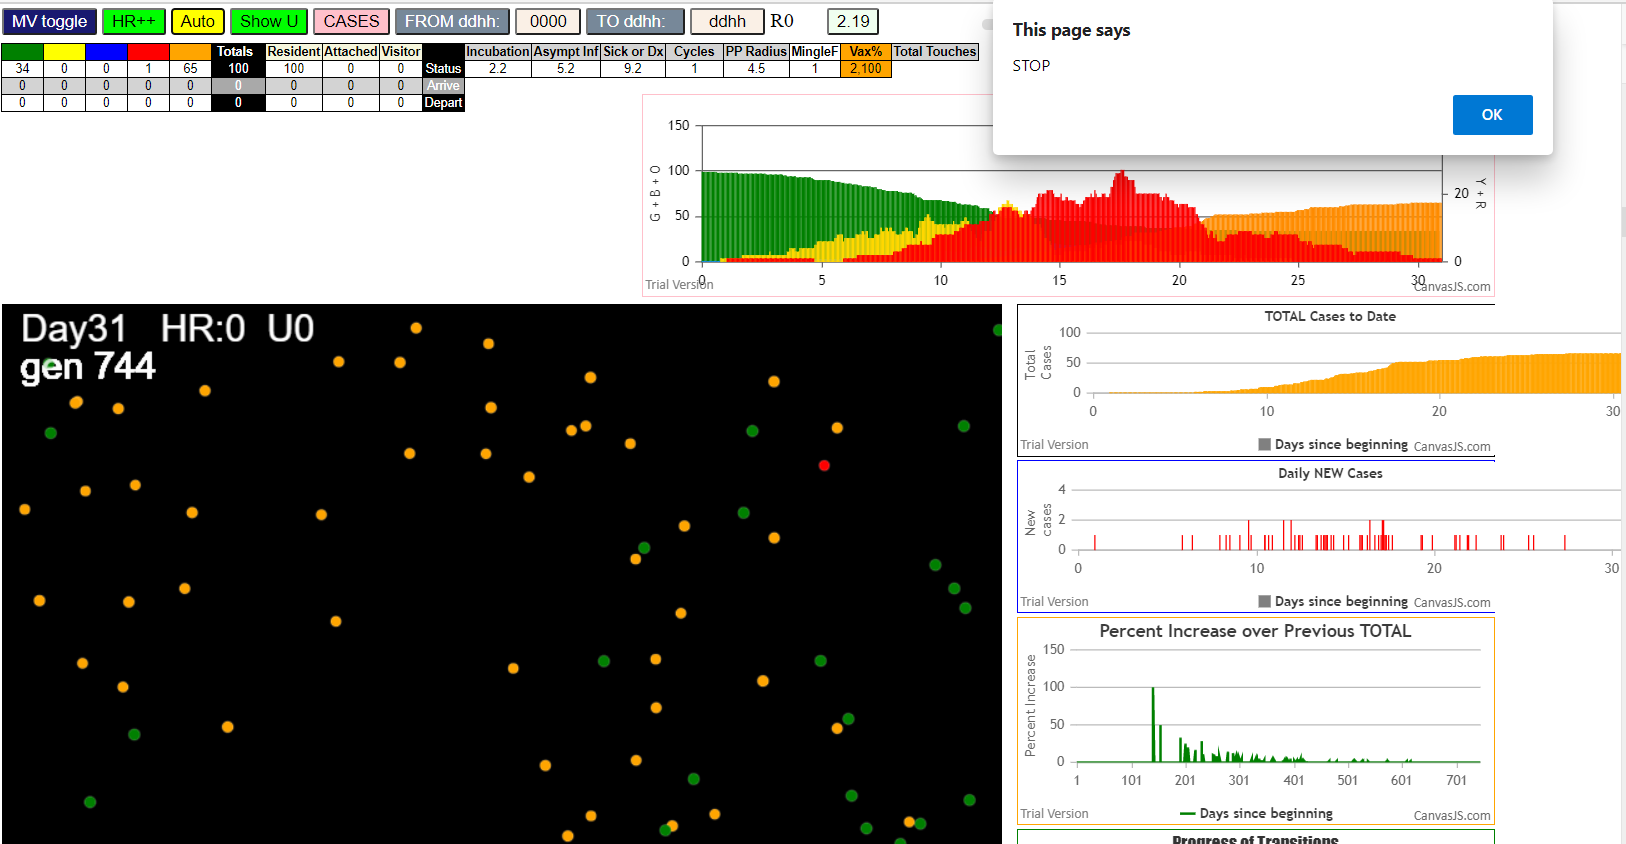 MV toggle HR++ Auto Show U CASES FROM ddhh: 0000 TO ddhh: ddhh R0 2.19
This page says
STOP
OK
Totals Resident Attached Visitor Incubation Asympt Inf Sick or Dx Cycles PP Radius MingleF Vax% Total Touches
34 0 0 1 65 100 100 0 0 Status 2.2 5.2 9.2 1 4.5 1 2,100
0 0 0 0 0 0 0 0 0 Arrive
0 0 0 0 0 0 0 0 0 Depart
G + B + O
150
100
50
0
Y + R
20
0
0 5 10 15 20 25 30
Trial Version
CanvasJS.com
Day31 HR:0 U0
gen 744
TOTAL Cases to Date
Total
Cases
100
50
0
0 10 20 30
Days since beginning
Trial Version
CanvasJS.com
Daily NEW Cases
New
cases
4
2
0
0 10 20 30
Days since beginning
Trial Version
CanvasJS.com
Percent Increase over Previous TOTAL
Percent Increase
150
100
50
0
1 101 201 301 401 501 601 701
Days since beginning
Trial Version
CanvasJS.com
Progress of Transitions